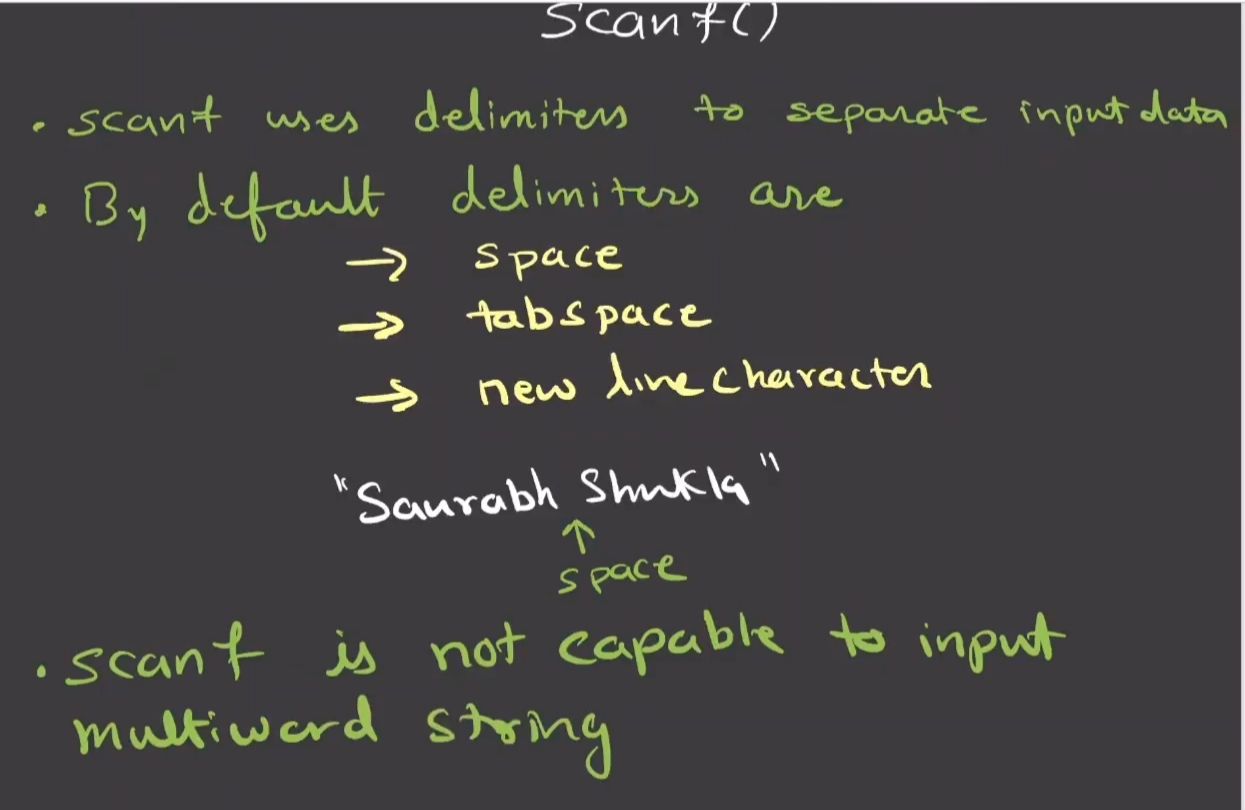 Scanf()
• scanf uses delimiters to separate input data
• By default delimiters are
→ space
→ tabspace
→ new line character
"Saurabh Shukla"
↑
space
• scanf is not capable to input
multiword string